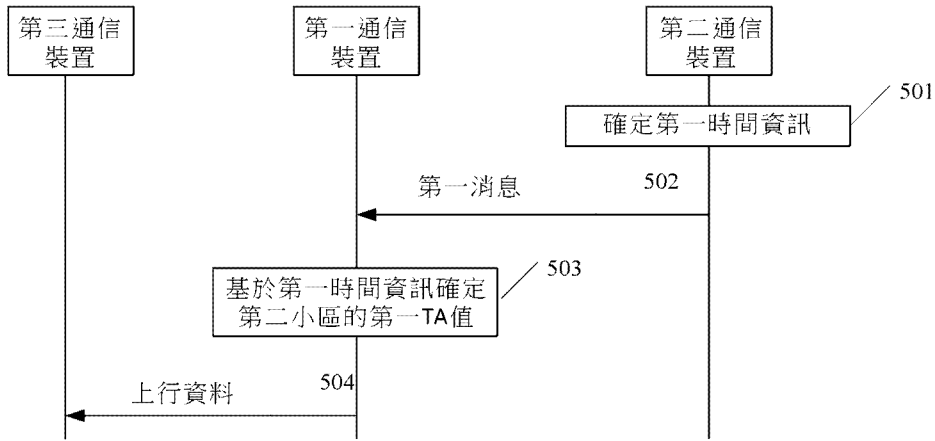 第三通信
裝置
第一通信
裝置
第二通信
裝置
501
確定第一時間資訊
502
第一消息
503
基於第一時間資訊確定
第二小區的第一TA值
504
上行資料